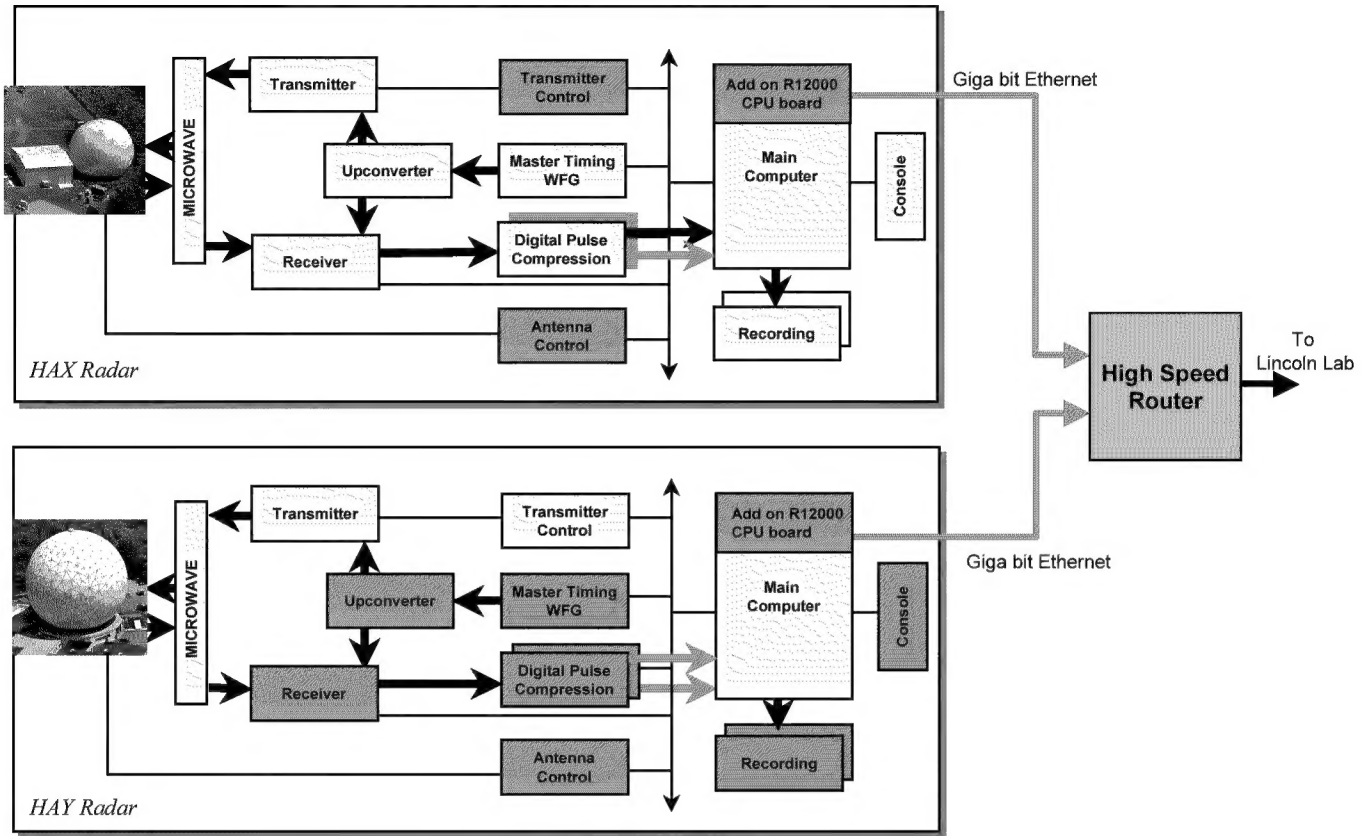 Transmitter
Transmitter
Control
Add on R12000
CPU board
Giga bit Ethernet
MICROWAVE
Upconverter
Master Timing
WFG
Main
Computer
Console
Receiver
Digital Pulse
Compression
Antenna
Control
Recording
HAX Radar
High Speed
Router
To
Lincoln Lab
Transmitter
Transmitter
Control
Add on R12000
CPU board
Giga bit Ethernet
MICROWAVE
Upconverter
Master Timing
WFG
Main
Computer
Console
Receiver
Digital Pulse
Compression
Antenna
Control
Recording
HAY Radar